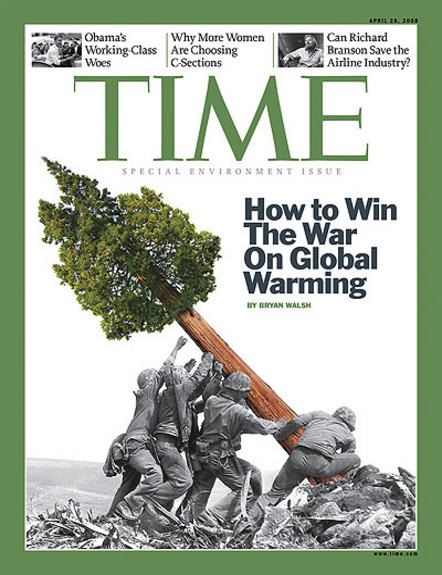 APRIL 28, 2008
Obama's
Working-Class
Woes
Why More Women
Are Choosing
C-Sections
Can Richard
Branson Save the
Airline Industry?
TIME
SPECIAL ENVIRONMENT ISSUE
How to Win
The War
On Global
Warming
BY BRYAN WALSH
www.time.com